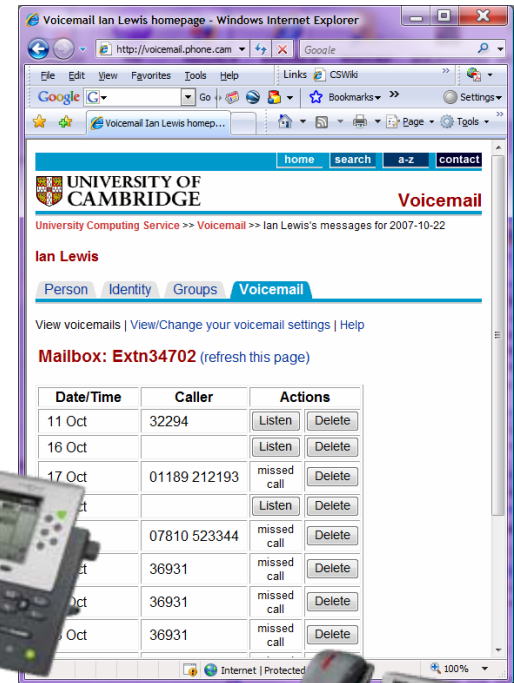 Voicemail Ian Lewis homepage - Windows Internet Explorer
http://voicemail.phone.cam
Google
File Edit View Favorites Tools Help Links CSWiki »
Google G Go Bookmarks » Settings
Voicemail Ian Lewis homep... Page Tools »
home search a-z contact
UNIVERSITY OF
CAMBRIDGE
Voicemail
University Computing Service >> Voicemail >> Ian Lewis's messages for 2007-10-22
Ian Lewis
Person Identity Groups Voicemail
View voicemails | View/Change your voicemail settings | Help
Mailbox: Extn34702 (refresh this page)
Date/Time Caller Actions
11 Oct 32294 Listen Delete
16 Oct Listen Delete
17 Oct 01189 212193 missed call Delete
Listen Delete
07810 523344 missed call Delete
36931 missed call Delete
Oct 36931 missed call Delete
Oct 36931 missed call Delete
Internet | Protected
100%